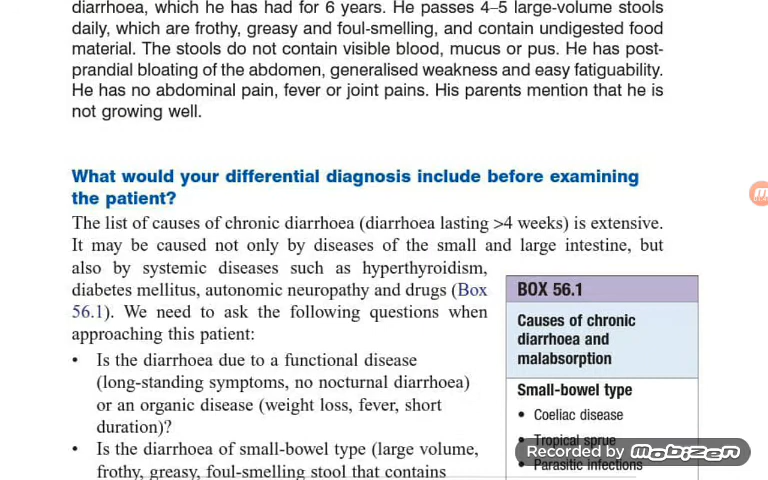 diarrhoea, which he has had for 6 years. He passes 4–5 large-volume stools
daily, which are frothy, greasy and foul-smelling, and contain undigested food
material. The stools do not contain visible blood, mucus or pus. He has post-
prandial bloating of the abdomen, generalised weakness and easy fatiguability.
He has no abdominal pain, fever or joint pains. His parents mention that he is
not growing well.
What would your differential diagnosis include before examining
the patient?
The list of causes of chronic diarrhoea (diarrhoea lasting >4 weeks) is extensive.
It may be caused not only by diseases of the small and large intestine, but
also by systemic diseases such as hyperthyroidism,
diabetes mellitus, autonomic neuropathy and drugs (Box
56.1). We need to ask the following questions when
approaching this patient:
• Is the diarrhoea due to a functional disease
(long-standing symptoms, no nocturnal diarrhoea)
or an organic disease (weight loss, fever, short
duration)?
• Is the diarrhoea of small-bowel type (large volume,
frothy, greasy, foul-smelling stool that contains
BOX 56.1
Causes of chronic
diarrhoea and
malabsorption
Small-bowel type
• Coeliac disease
• Tropical sprue
• Parasitic infections
Recorded by mobizen